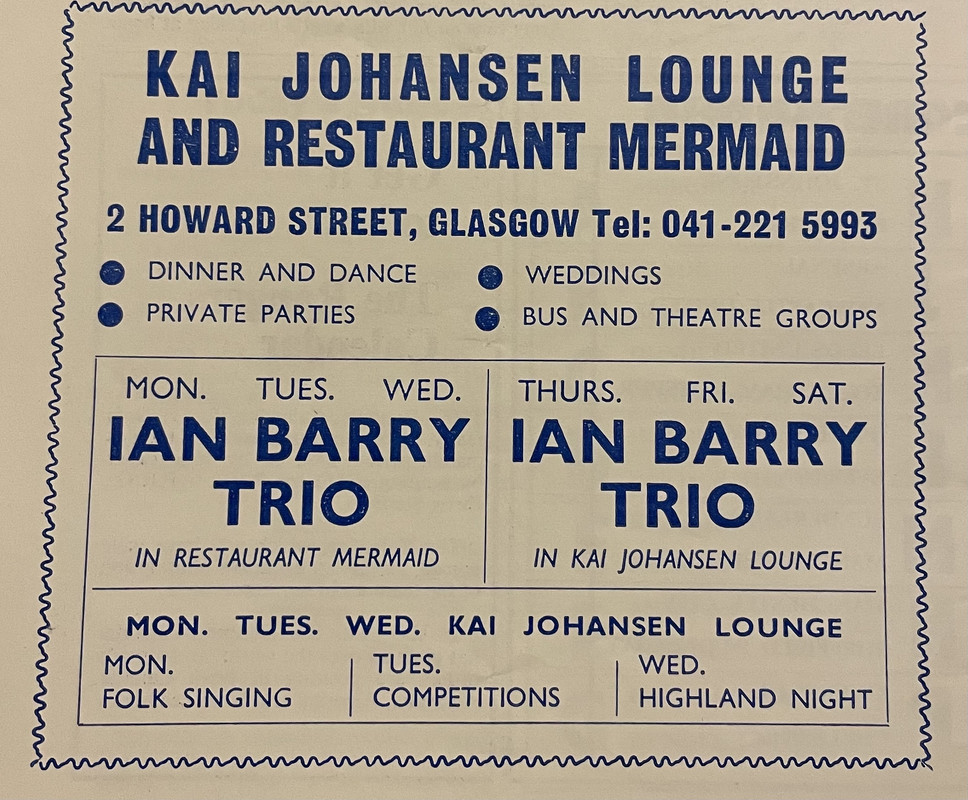 KAI JOHANSEN LOUNGE
AND RESTAURANT MERMAID
2 HOWARD STREET, GLASGOW Tel: 041-221 5993
● DINNER AND DANCE ● WEDDINGS
● PRIVATE PARTIES ● BUS AND THEATRE GROUPS
MON. TUES. WED.
IAN BARRY
TRIO
IN RESTAURANT MERMAID
THURS. FRI. SAT.
IAN BARRY
TRIO
IN KAI JOHANSEN LOUNGE
MON. TUES. WED. KAI JOHANSEN LOUNGE
MON.
FOLK SINGING
TUES.
COMPETITIONS
WED.
HIGHLAND NIGHT